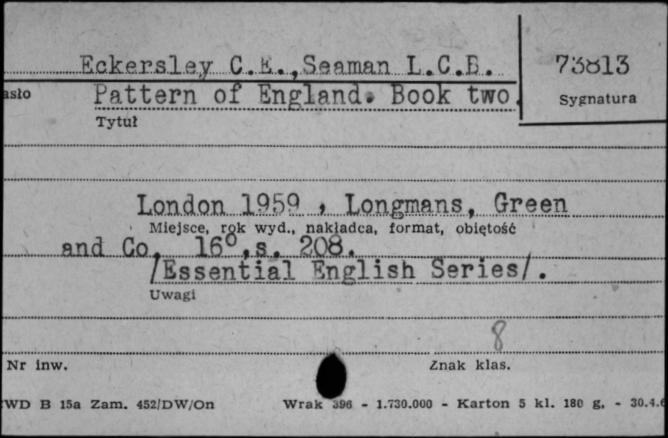 Eckersley C.E.,Seaman L.C.B.
73813
asło
Pattern of England. Book two.
Sygnatura
Tytuł
London 1959 , Longmans, Green
Miejsce, rok wyd., nakładca, format, objętość
and Co, 16°,s. 208.
/Essential English Series/.
Uwagi
8
Nr inw.
Znak klas.
WD B 15a Zam. 452/DW/On Wrak 396 - 1.730.000 - Karton 5 kl. 180 g. - 30.4.6